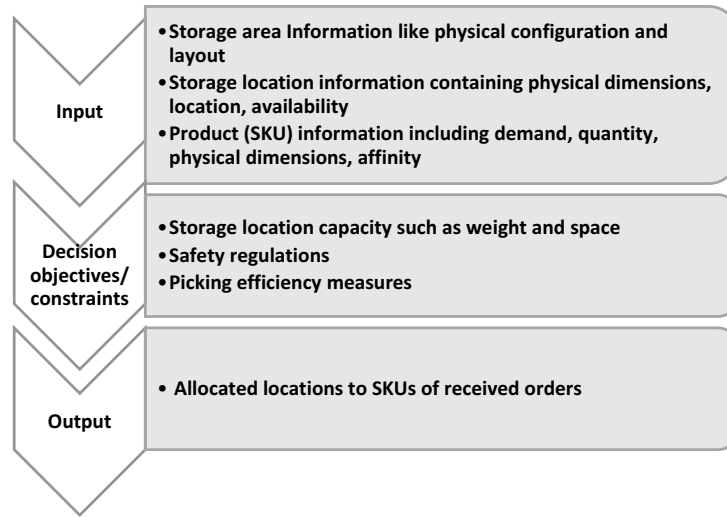 Input
•Storage area Information like physical configuration and
layout
•Storage location information containing physical dimensions,
location, availability
•Product (SKU) information including demand, quantity,
physical dimensions, affinity
Decision
objectives/
constraints
•Storage location capacity such as weight and space
•Safety regulations
•Picking efficiency measures
Output
• Allocated locations to SKUs of received orders